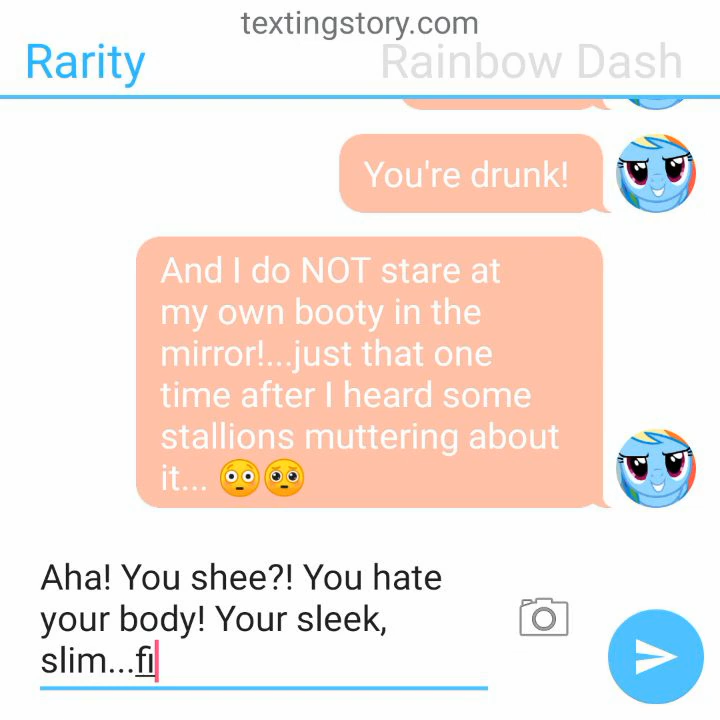 textingstory.com
Rarity
Rainbow Dash
You're drunk!
And I do NOT stare at
my own booty in the
mirror!...just that one
time after I heard some
stallions muttering about
it... 😳🥺
Aha! You shee?! You hate
your body! Your sleek,
slim...fi